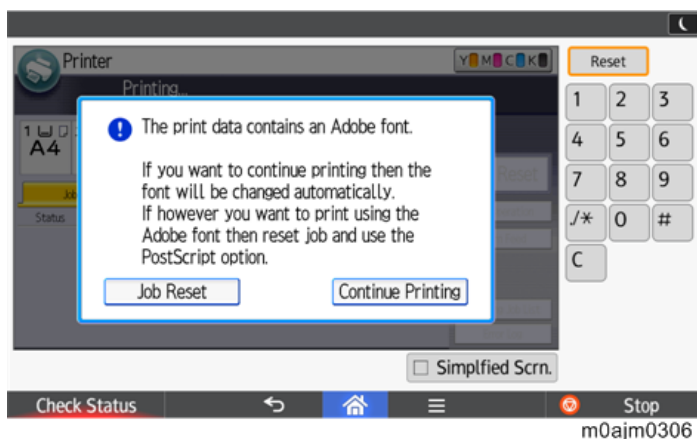 Printer
Y M C K
Reset
Printing...
1 2 3
The print data contains an Adobe font.
1
A4
4 5 6
If you want to continue printing then the
font will be changed automatically.
Reset
7 8 9
If however you want to print using the
Job
Status
Adobe font then reset job and use the
./* 0 #
PostScript option.
C
Job Reset
Continue Printing
Simplfied Scrn.
Check Status
Stop
m0ajm0306